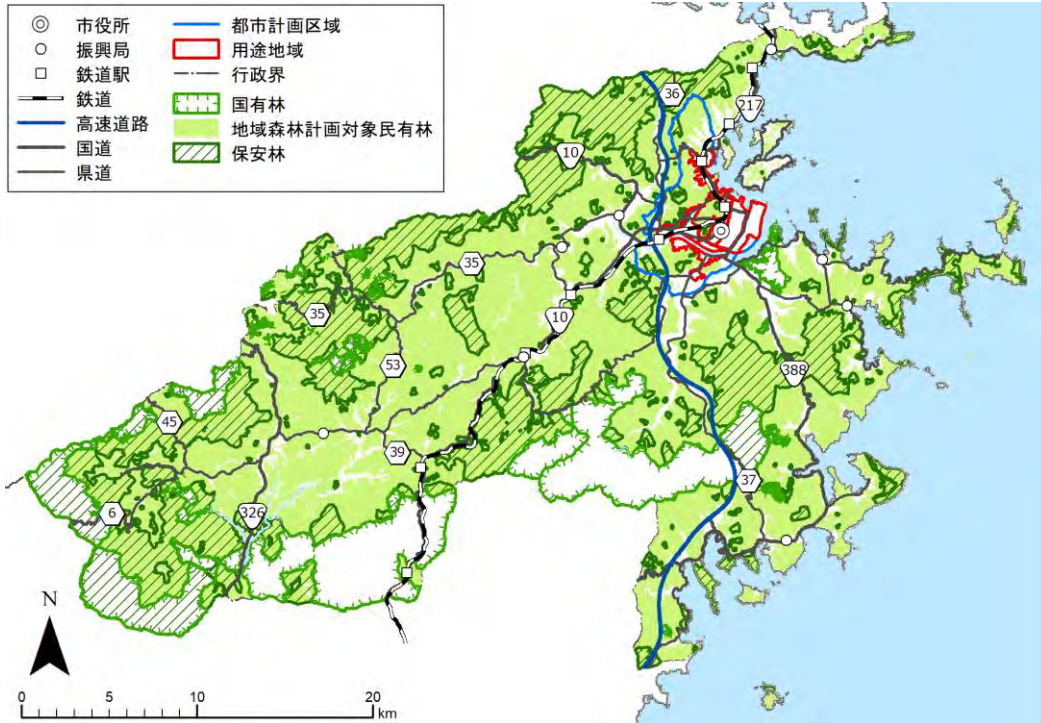 市役所
振興局
鉄道駅
鉄道
高速道路
国道
県道
都市計画区域
用途地域
行政界
国有林
地域森林計画対象民有林
保安林
36
217
10
35
35
10
53
388
45
39
37
6
326
N
0 5 10 20
km